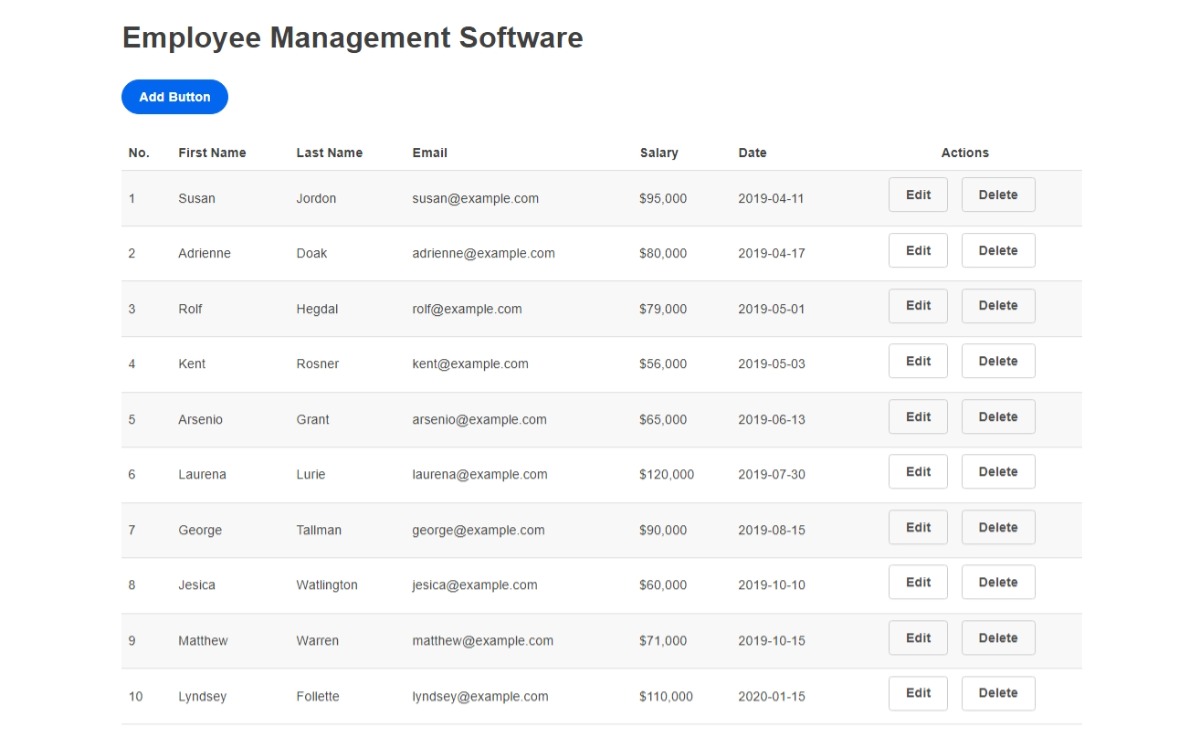 Employee Management Software
Add Button
No. First Name Last Name Email Salary Date Actions
1 Susan Jordon susan@example.com $95,000 2019-04-11 Edit Delete
2 Adrienne Doak adrienne@example.com $80,000 2019-04-17 Edit Delete
3 Rolf Hegdal rolf@example.com $79,000 2019-05-01 Edit Delete
4 Kent Rosner kent@example.com $56,000 2019-05-03 Edit Delete
5 Arsenio Grant arsenio@example.com $65,000 2019-06-13 Edit Delete
6 Laurena Lurie laurena@example.com $120,000 2019-07-30 Edit Delete
7 George Tallman george@example.com $90,000 2019-08-15 Edit Delete
8 Jesica Watlington jesica@example.com $60,000 2019-10-10 Edit Delete
9 Matthew Warren matthew@example.com $71,000 2019-10-15 Edit Delete
10 Lyndsey Follette lyndsey@example.com $110,000 2020-01-15 Edit Delete